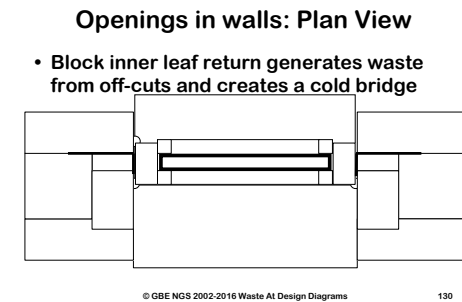 Openings in walls: Plan View
• Block inner leaf return generates waste
from off-cuts and creates a cold bridge
© GBE NGS 2002-2016 Waste At Design Diagrams 130